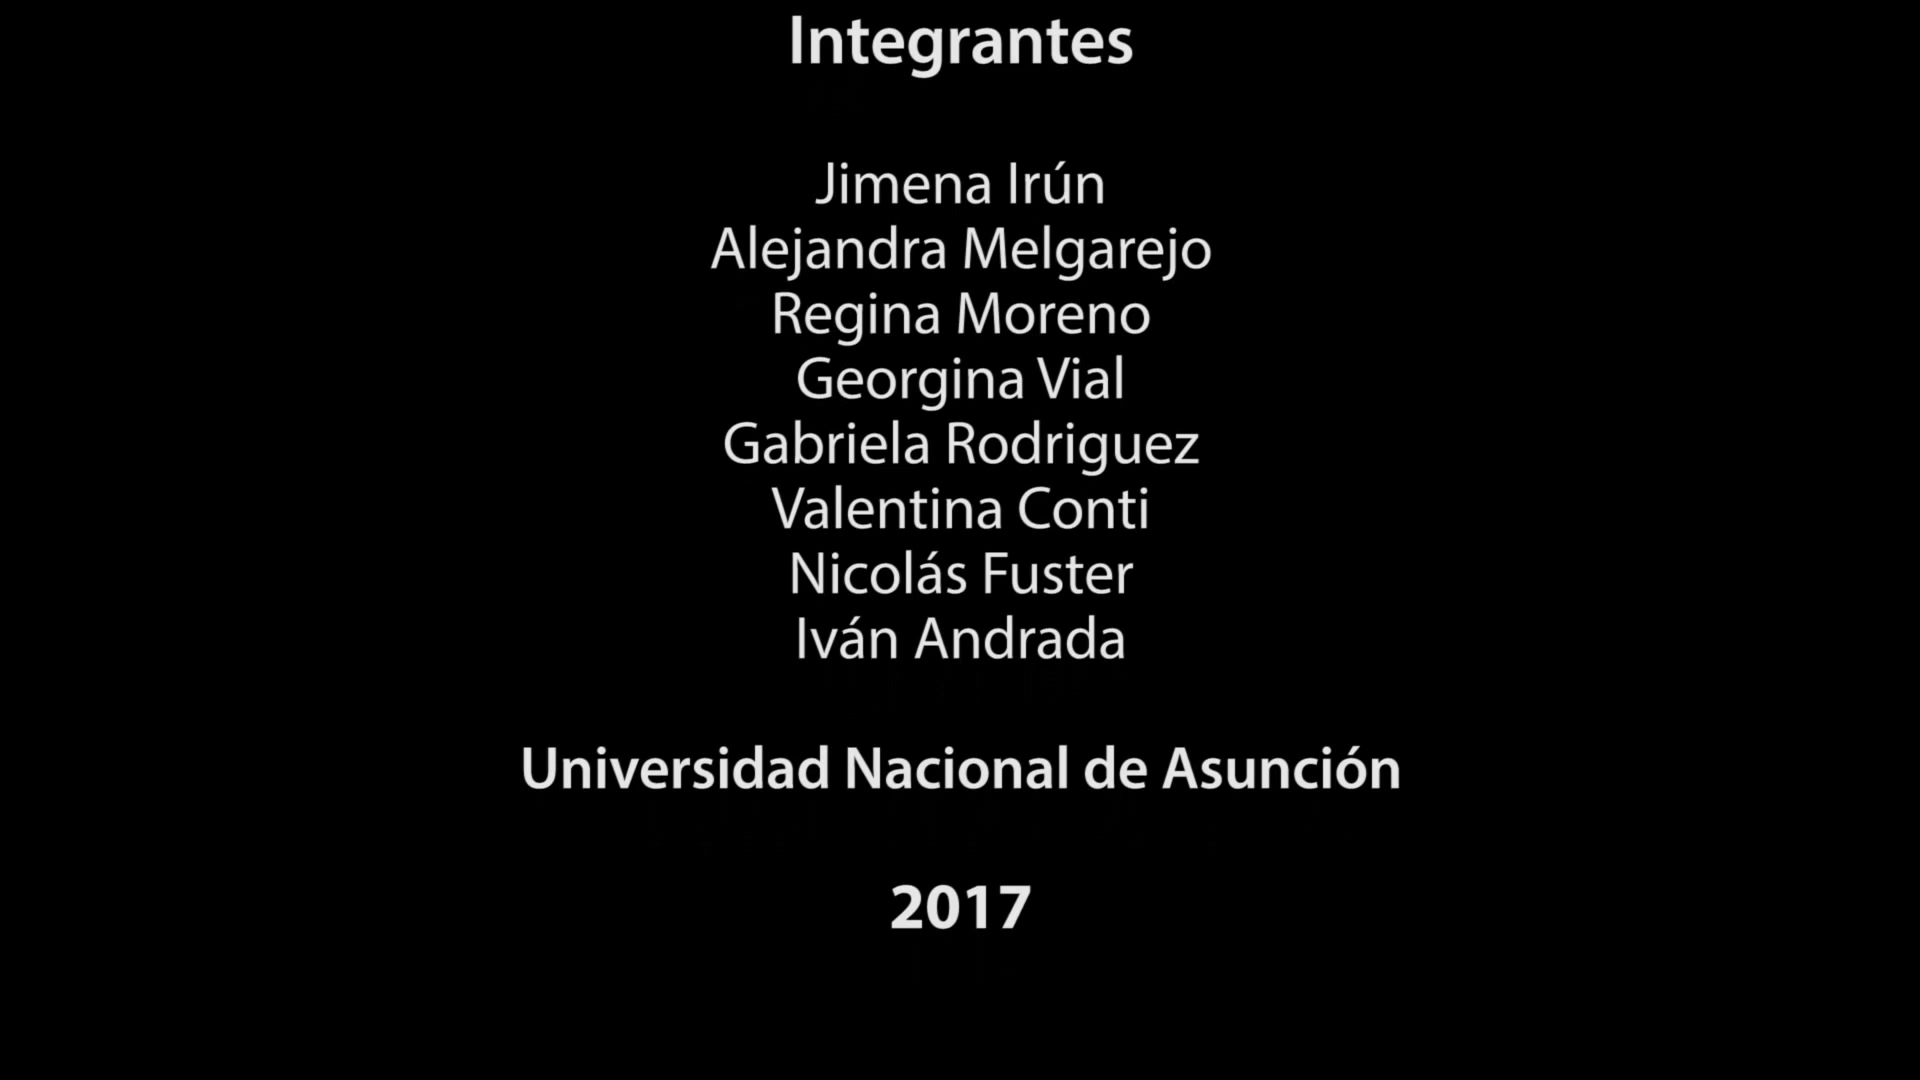 Integrantes
Jimena Irún
Alejandra Melgarejo
Regina Moreno
Georgina Vial
Gabriela Rodriguez
Valentina Conti
Nicolás Fuster
Iván Andrada
Universidad Nacional de Asunción
2017